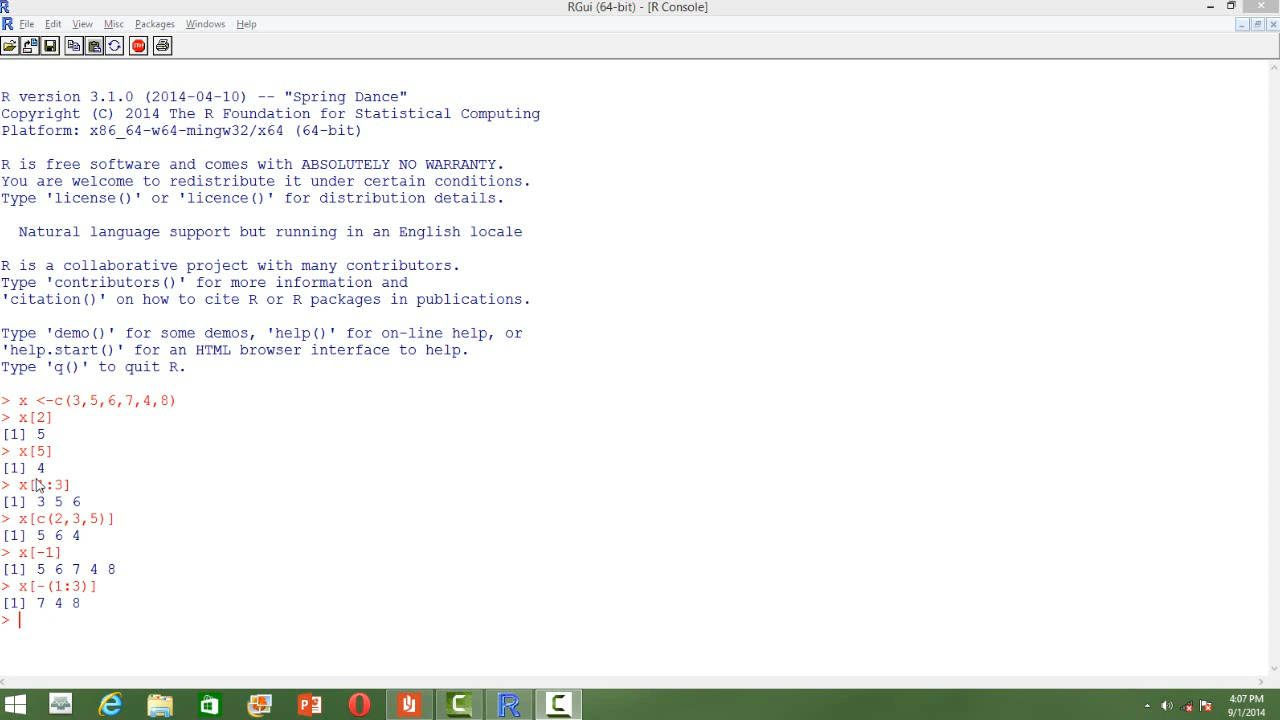 RGui (64-bit) - [R Console]
File Edit View Misc Packages Windows Help
STOP
R version 3.1.0 (2014-04-10) -- "Spring Dance"
Copyright (C) 2014 The R Foundation for Statistical Computing
Platform: x86_64-w64-mingw32/x64 (64-bit)
R is free software and comes with ABSOLUTELY NO WARRANTY.
You are welcome to redistribute it under certain conditions.
Type 'license()' or 'licence()' for distribution details.
Natural language support but running in an English locale
R is a collaborative project with many contributors.
Type 'contributors()' for more information and
'citation()' on how to cite R or R packages in publications.
Type 'demo()' for some demos, 'help()' for on-line help, or
'help.start()' for an HTML browser interface to help.
Type 'q()' to quit R.
> x <-c(3,5,6,7,4,8)
> x[2]
[1] 5
> x[5]
[1] 4
> x[1:3]
[1] 3 5 6
> x[c(2,3,5)]
[1] 5 6 4
> x[-1]
[1] 5 6 7 4 8
> x[-(1:3)]
[1] 7 4 8
>
4:07 PM
9/1/2014